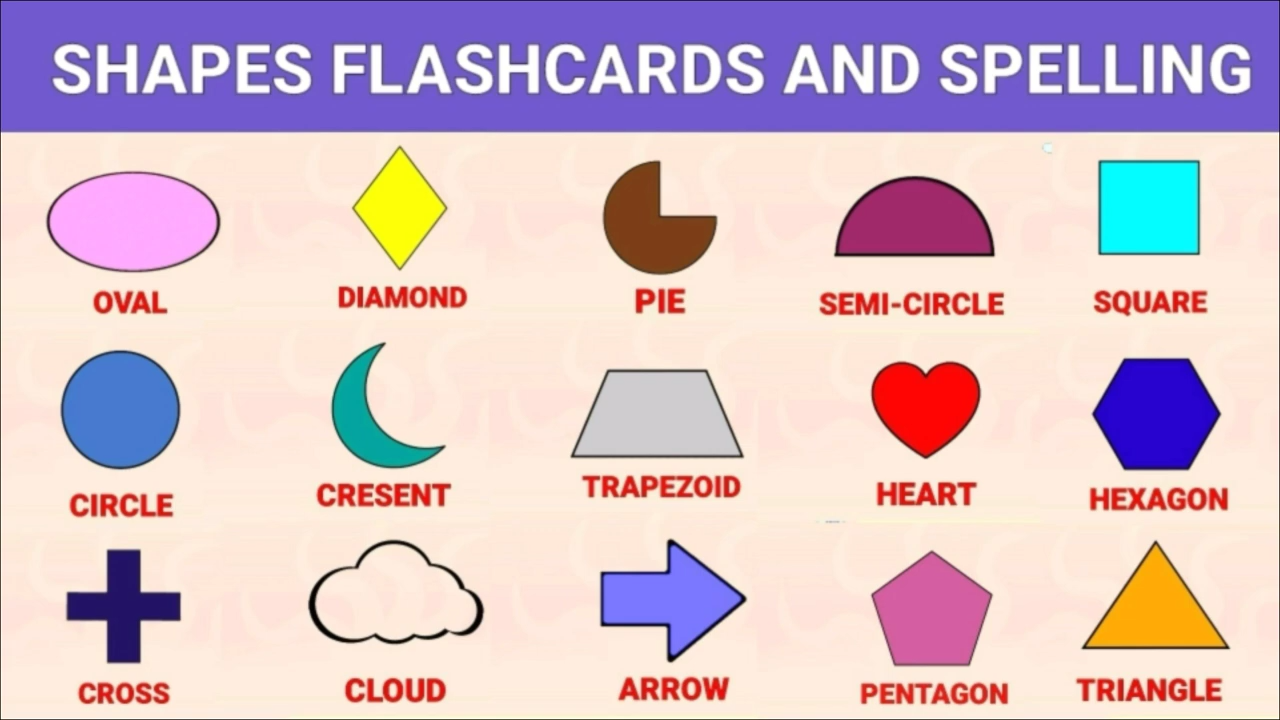 SHAPES FLASHCARDS AND SPELLING
OVAL
DIAMOND
PIE
SEMI-CIRCLE
SQUARE
CIRCLE
CRESENT
TRAPEZOID
HEART
HEXAGON
CROSS
CLOUD
ARROW
PENTAGON
TRIANGLE